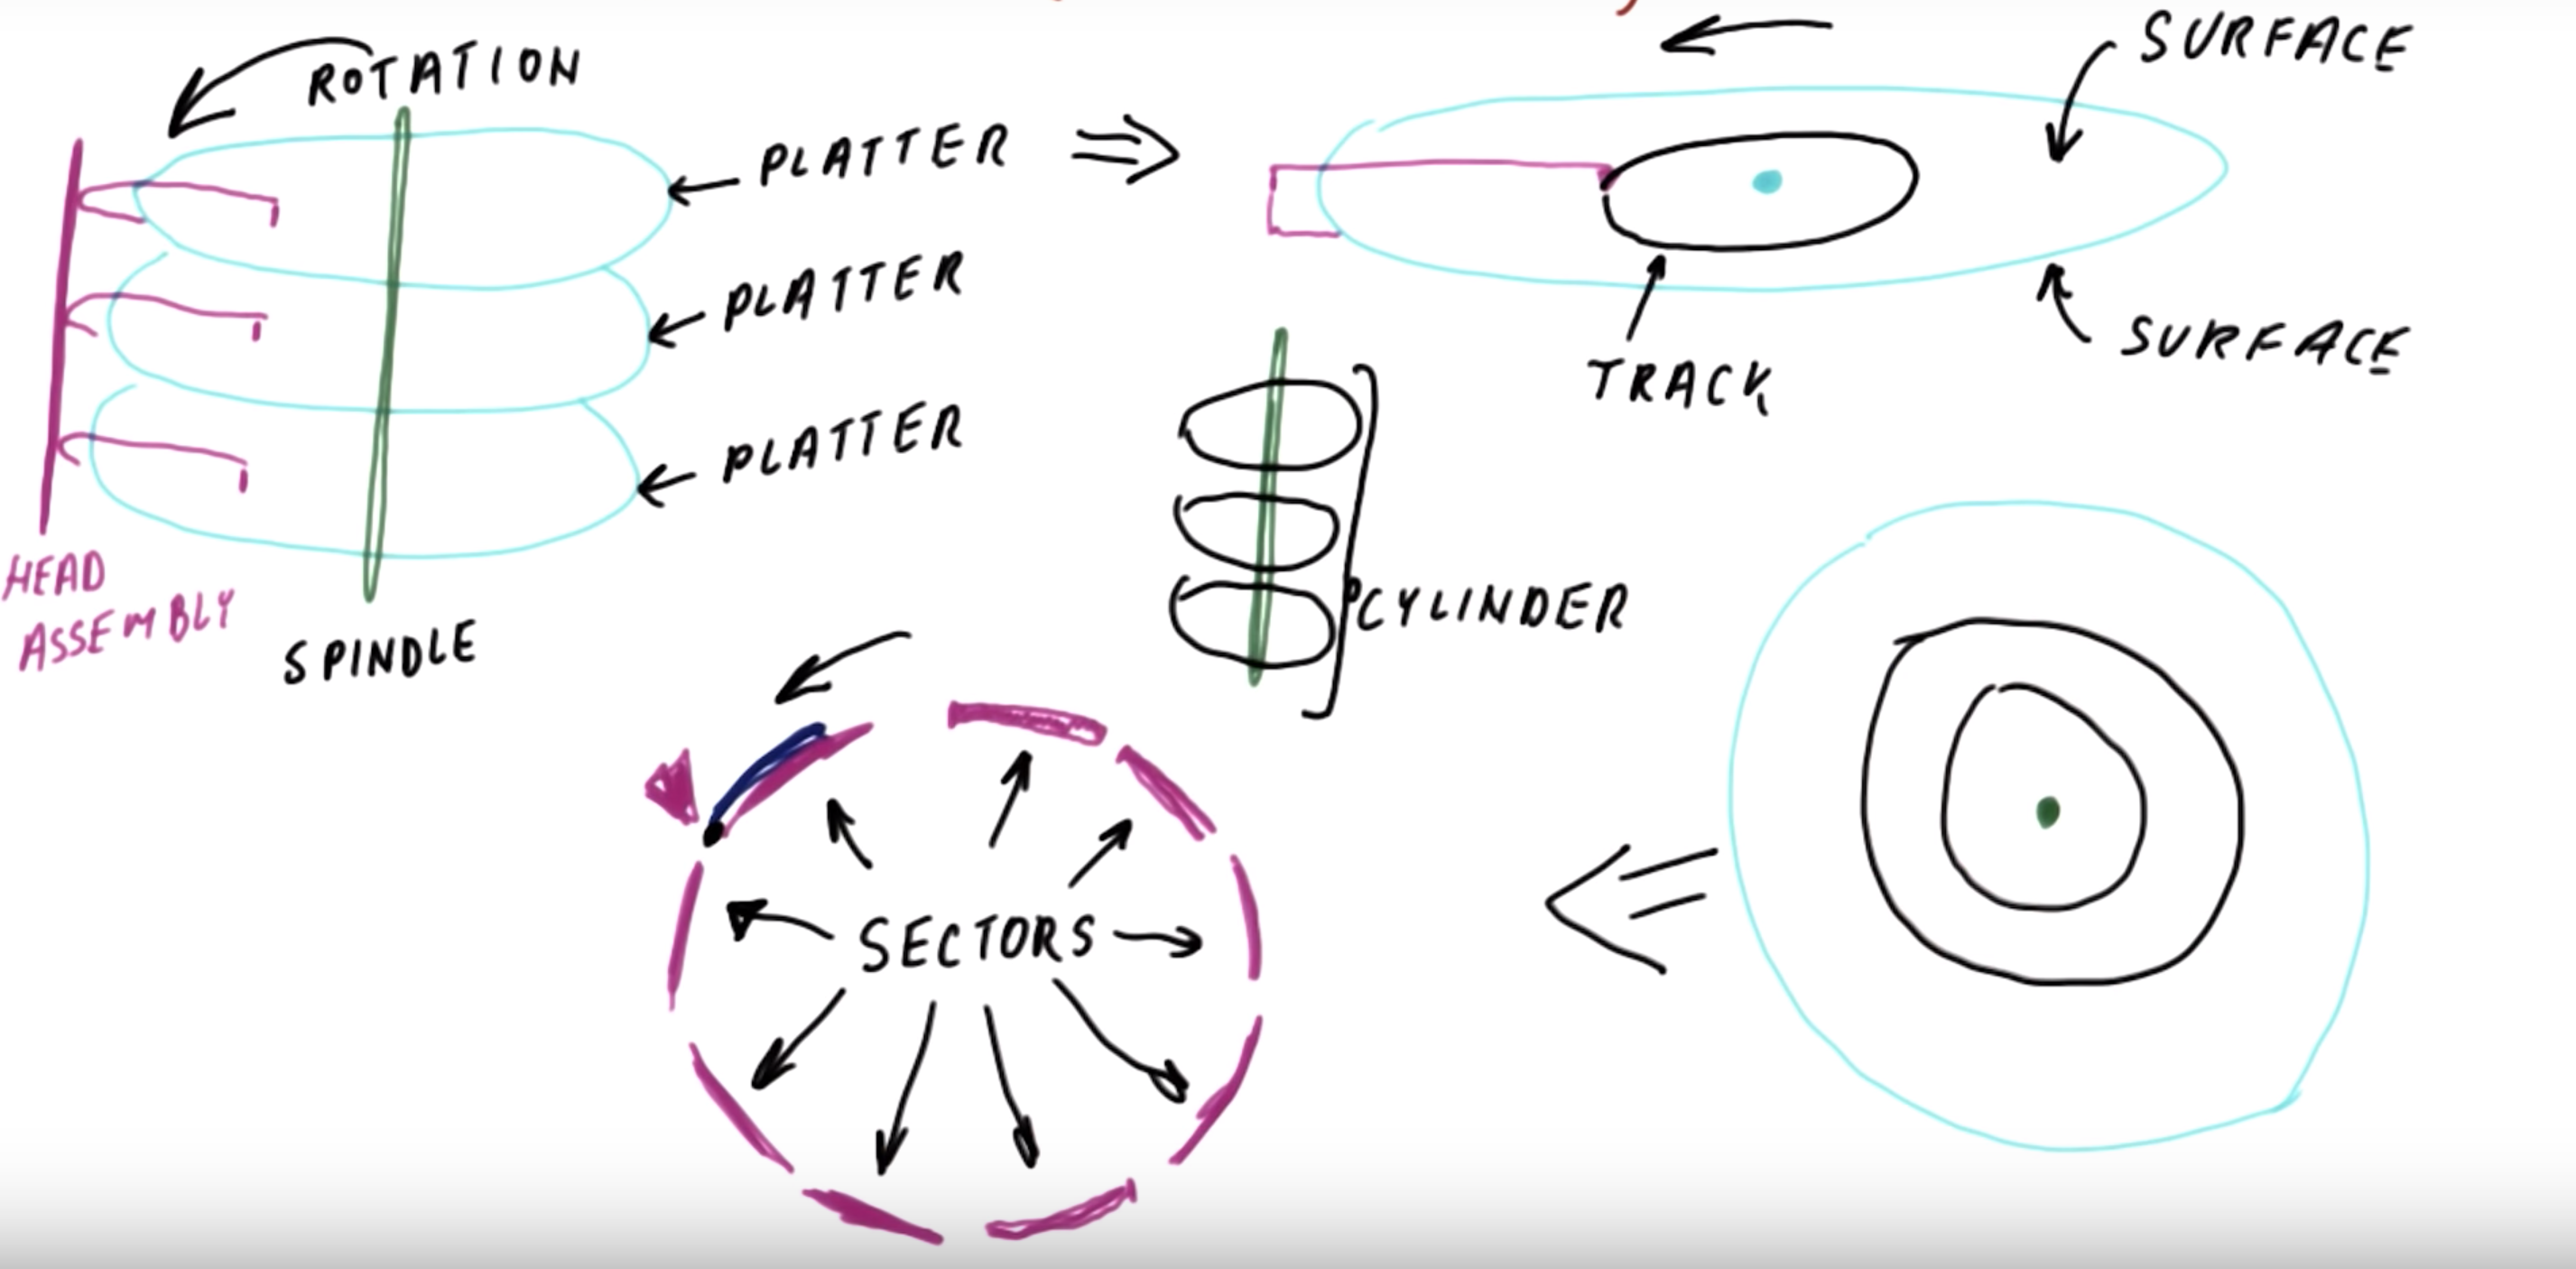 ROTATION
PLATTER
PLATTER
PLATTER
HEAD
ASSEMBLY
SPINDLE
SURFACE
SURFACE
TRACK
CYLINDER
SECTORS